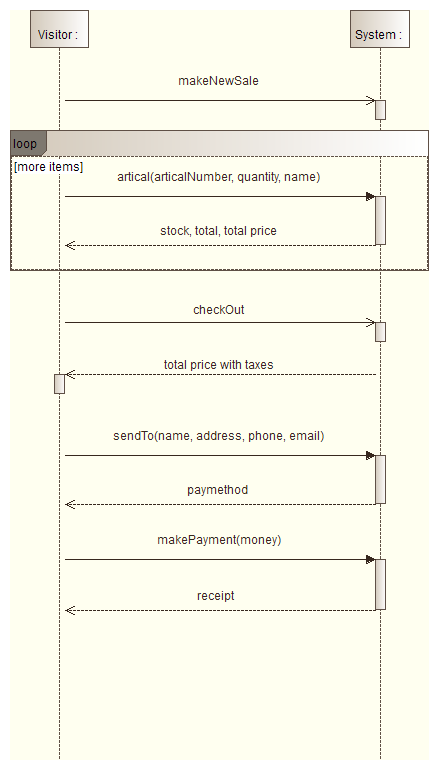 Visitor :
System :
makeNewSale
loop
[more items]
artical(articalNumber, quantity, name)
stock, total, total price
checkOut
total price with taxes
sendTo(name, address, phone, email)
paymethod
makePayment(money)
receipt